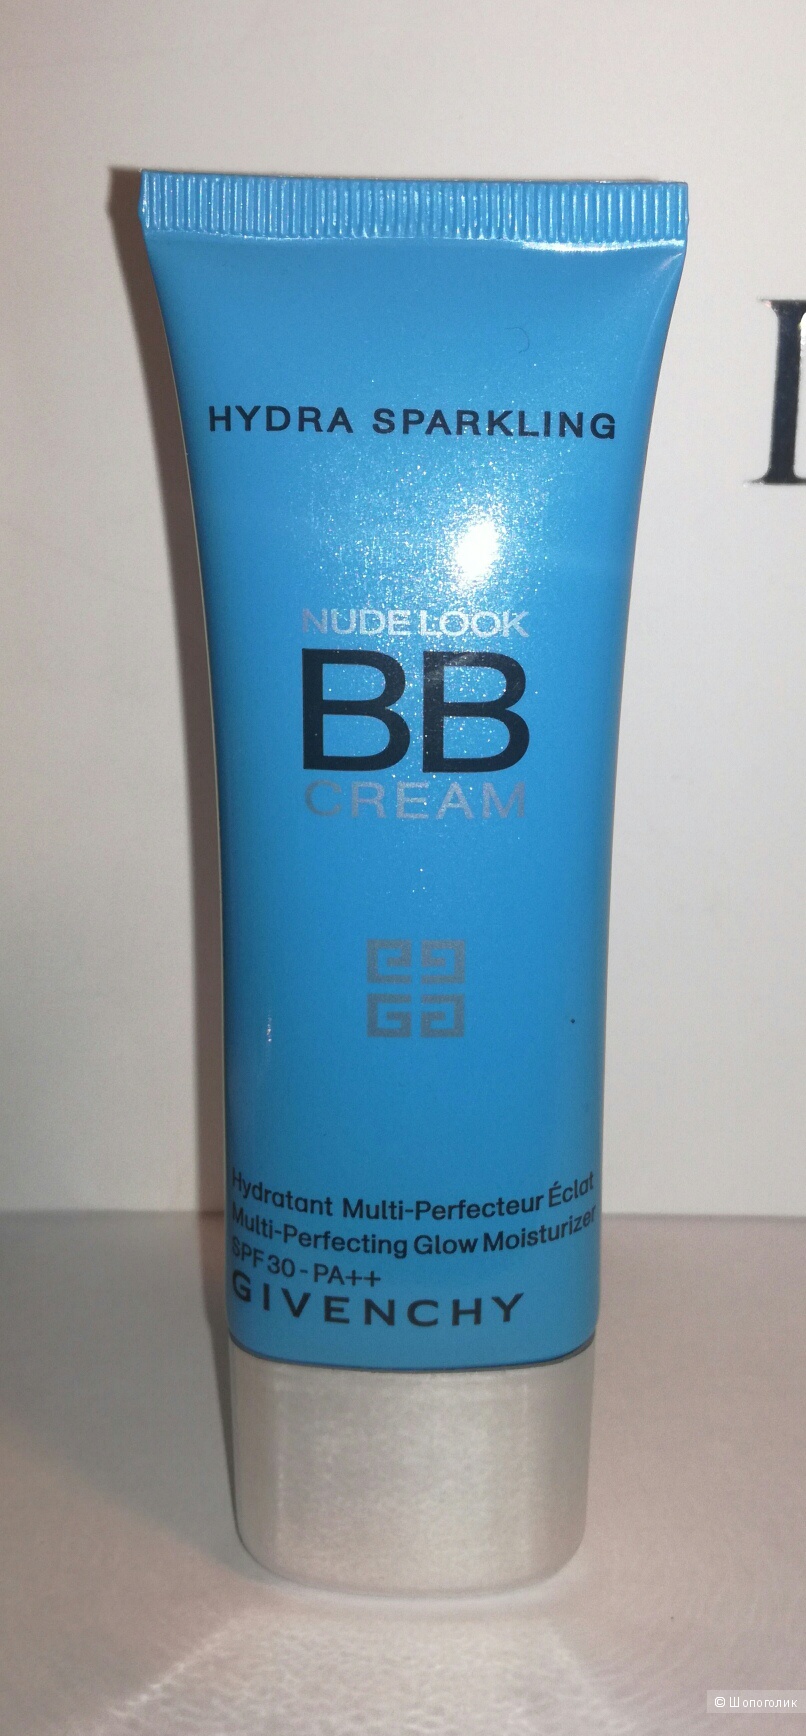 HYDRA SPARKLING
NUDE LOOK
BB
CREAM
Hydratant Multi-Perfecteur Éclat
Multi-Perfecting Glow Moisturizer
SPF 30 - PA++
GIVENCHY
© Шопоголик